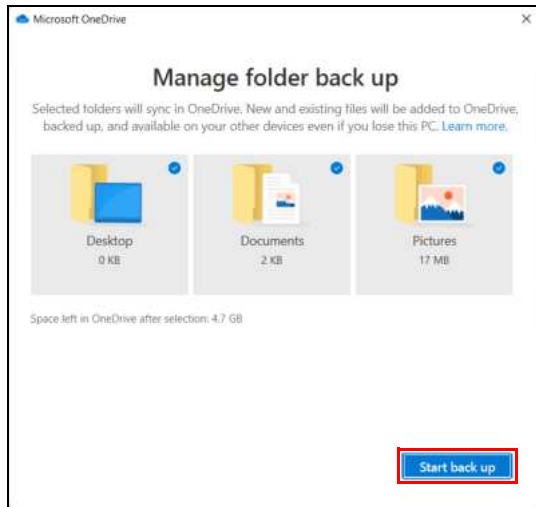 Microsoft OneDrive
Manage folder back up
Selected folders will sync in OneDrive. New and existing files will be added to OneDrive,
backed up, and available on your other devices even if you lose this PC. Learn more.
Desktop
0 KB
Documents
2 KB
Pictures
17 MB
Space left in OneDrive after selection: 4.7 GB
Start back up